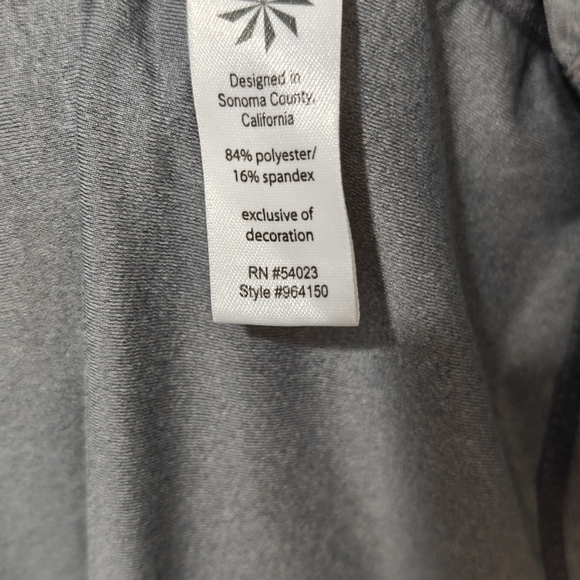 Designed in
Sonoma County,
California
84% polyester/
16% spandex
exclusive of
decoration
RN #54023
Style #964150